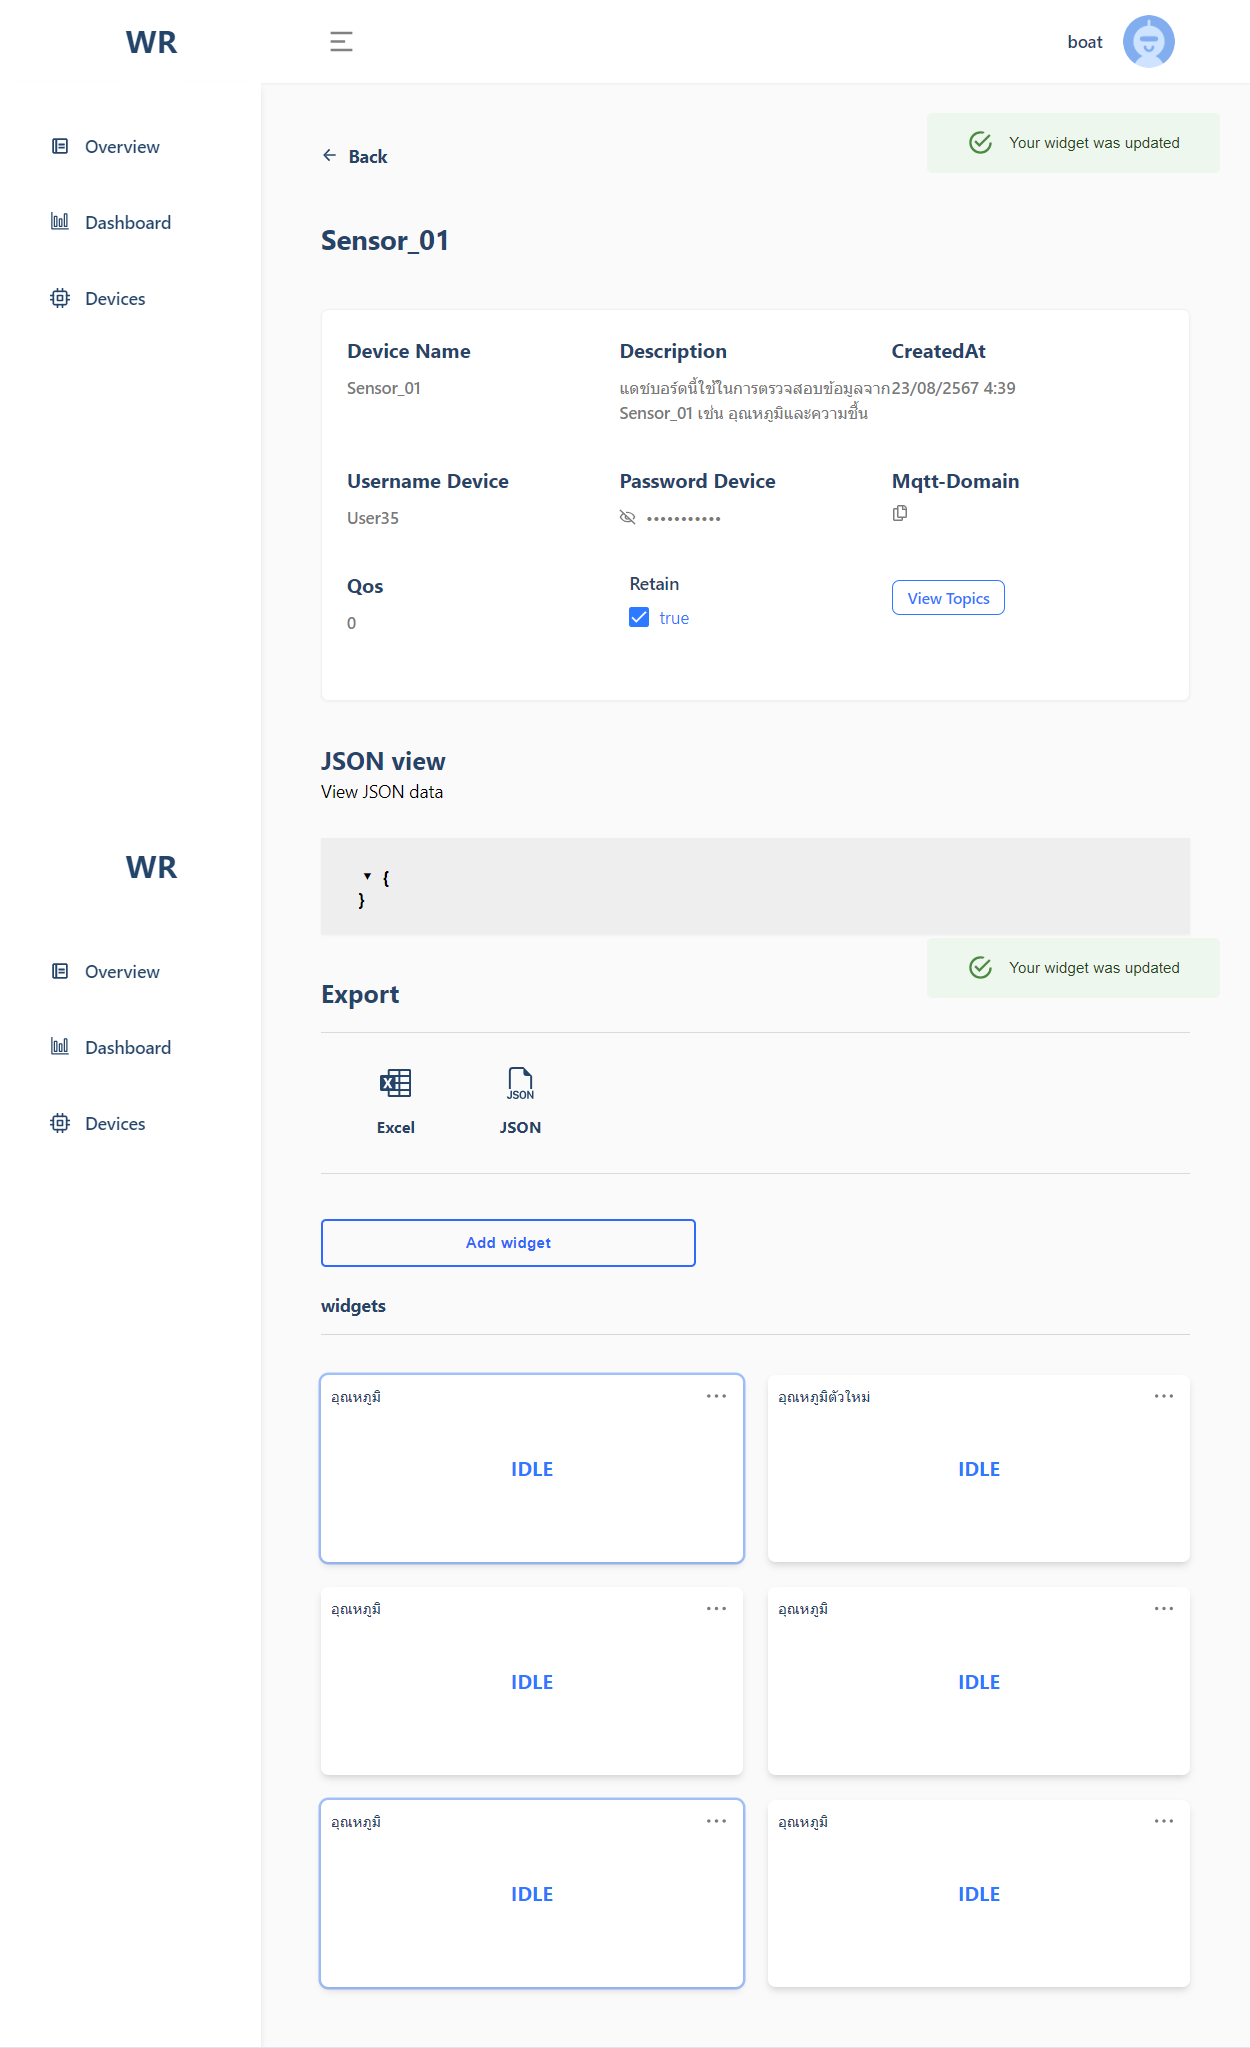 WR
boat
Overview
Dashboard
Devices
Your widget was updated
Back
Sensor_01
Device Name
Sensor_01
Description
แดชบอร์ดนี้ใช้ในการตรวจสอบข้อมูลจาก
Sensor_01 เช่น อุณหภูมิและความชื้น
CreatedAt
23/08/2567 4:39
Username Device
User35
Password Device
•••••••••••
Mqtt-Domain
Qos
0
Retain
true
View Topics
JSON view
View JSON data
{
}
WR
Overview
Dashboard
Devices
Your widget was updated
Export
Excel
JSON
JSON
Add widget
widgets
อุณหภูมิ
IDLE
อุณหภูมิตัวใหม่
IDLE
อุณหภูมิ
IDLE
อุณหภูมิ
IDLE
อุณหภูมิ
IDLE
อุณหภูมิ
IDLE